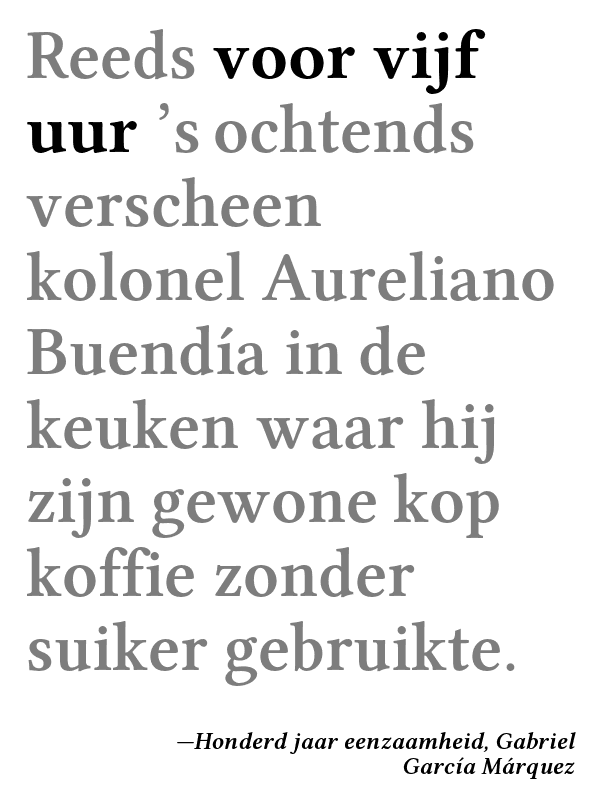 Reeds voor vijf
uur ’s ochtends
verscheen
kolonel Aureliano
Buendía in de
keuken waar hij
zijn gewone kop
koffie zonder
suiker gebruikte.
—Honderd jaar eenzaamheid, Gabriel
García Márquez